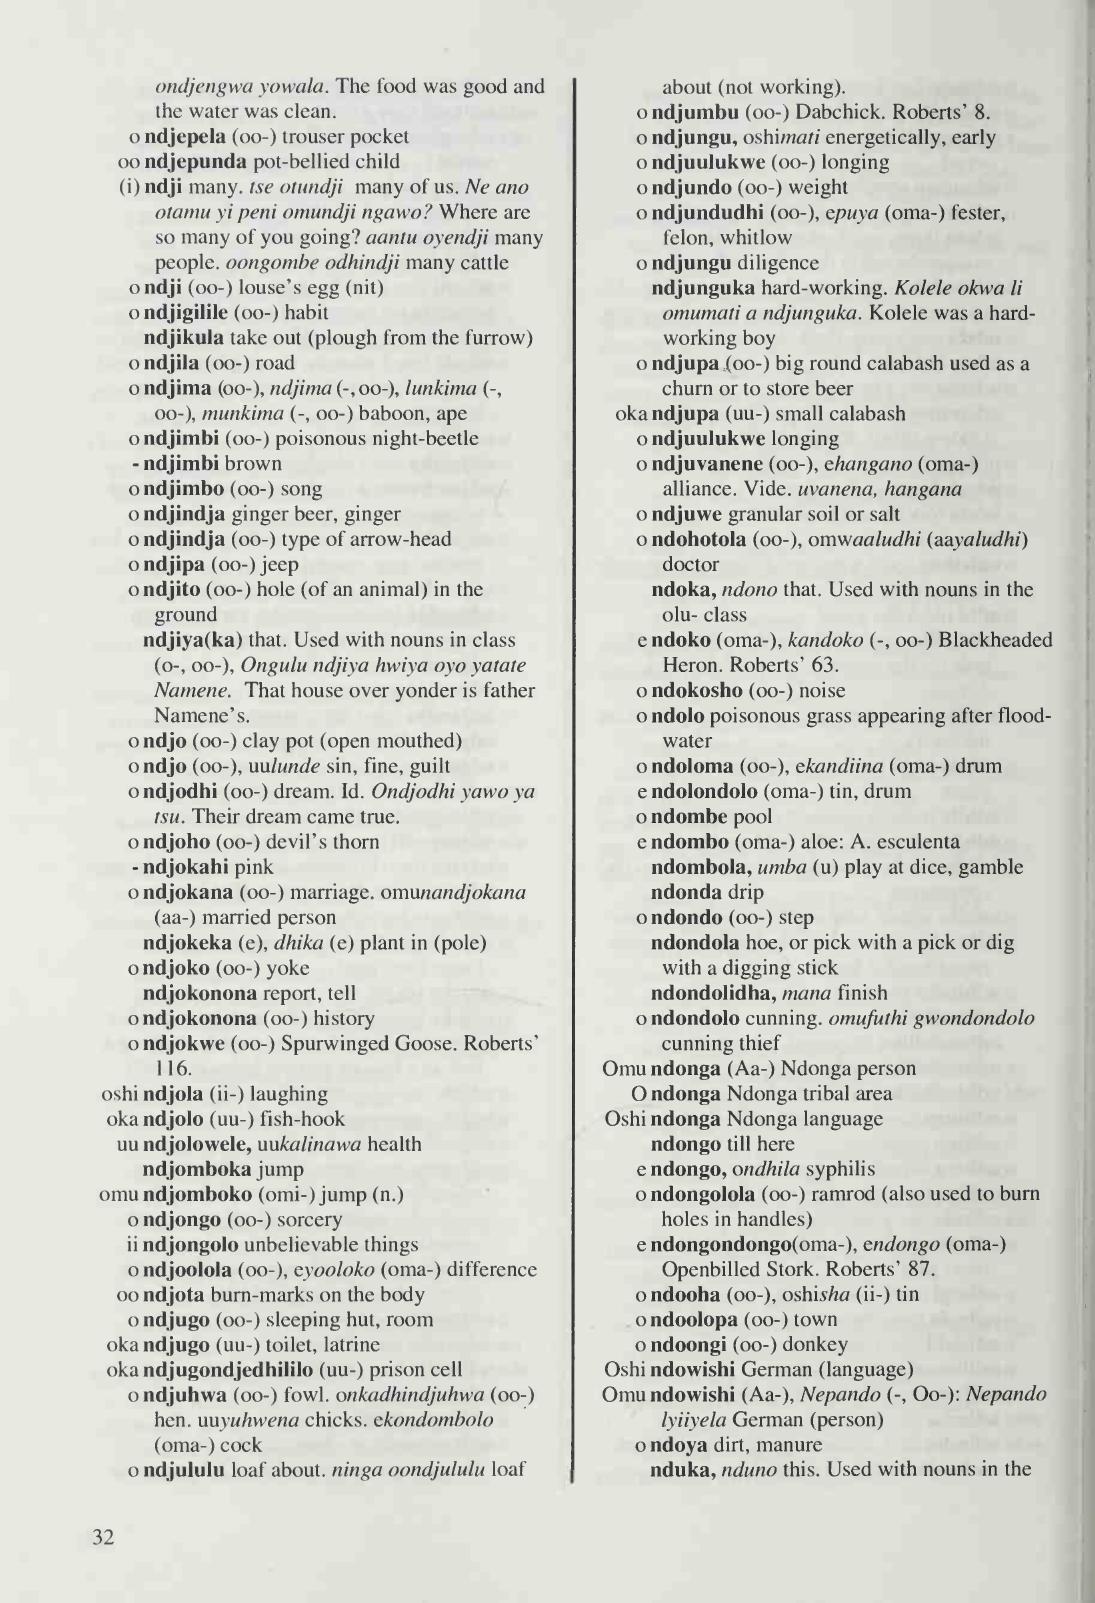 ondjengwa yowala. The food was good and
the water was clean.
o ndjepela (oo-) trouser pocket
oo ndjepunda pot-bellied child
(i) ndji many. tse otundji many of us. Ne ano
otamu yi peni omundji ngawo? Where are
so many of you going? aantu oyendji many
people. oongombe odhindji many cattle
o ndji (oo-) louse's egg (nit)
o ndjigilile (oo-) habit
ndjikula take out (plough from the furrow)
o ndjila (oo-) road
o ndjima (oo-), ndjima (-, oo-), lunkima (-,
oo-), munkima (-, oo-) baboon, ape
o ndjimbi (oo-) poisonous night-beetle
- ndjimbi brown
o ndjimbo (oo-) song
o ndjindja ginger beer, ginger
o ndjindja (oo-) type of arrow-head
o ndjipa (oo-) jeep
o ndjito (oo-) hole (of an animal) in the
ground
ndjiya(ka) that. Used with nouns in class
(o-, oo-), Ongulu ndjiya hwiya oyo yatate
Namene. That house over yonder is father
Namene's.
o ndjo (oo-) clay pot (open mouthed)
o ndjo (oo-), uulunde sin, fine, guilt
o ndjodhi (oo-) dream. Id. Ondjodhi yawo ya
tsu. Their dream came true.
o ndjoho (oo-) devil's thorn
- ndjokahi pink
o ndjokana (oo-) marriage. omunandjokana
(aa-) married person
ndjokeka (e), dhika (e) plant in (pole)
o ndjoko (oo-) yoke
ndjokonona report, tell
o ndjokonona (oo-) history
o ndjokwe (oo-) Spurwinged Goose. Roberts'
116.
oshi ndjola (ii-) laughing
oka ndjolo (uu-) fish-hook
uu ndjolowele, uukalinawa health
ndjomboka jump
omu ndjomboko (omi-) jump (n.)
o ndjongo (oo-) sorcery
ii ndjongolo unbelievable things
o ndjoolola (oo-), eyooloko (oma-) difference
oo ndjota burn-marks on the body
o ndjugo (oo-) sleeping hut, room
oka ndjugo (uu-) toilet, latrine
oka ndjugondjedhililo (uu-) prison cell
o ndjuhwa (oo-) fowl. onkadhindjuhwa (oo-)
hen. uuyuhwena chicks. ekondombolo
(oma-) cock
o ndjululu loaf about. ninga oondjululu loaf
about (not working).
o ndjumbu (oo-) Dabchick. Roberts' 8.
o ndjungu, oshimati energetically, early
o ndjuulukwe (oo-) longing
o ndjundo (oo-) weight
o ndjundudhi (oo-), epuya (oma-) fester,
felon, whitlow
o ndjungu diligence
ndjunguka hard-working. Kolele okwa li
omumati a ndjunguka. Kolele was a hard-
working boy
o ndjupa (oo-) big round calabash used as a
churn or to store beer
oka ndjupa (uu-) small calabash
o ndjuulukwe longing
o ndjuvanene (oo-), ehangano (oma-)
alliance. Vide. uvanena, hangana
o ndjuwe granular soil or salt
o ndohotola (oo-), omwaaludhi (aayaludhi)
doctor
ndoka, ndono that. Used with nouns in the
olu- class
e ndoko (oma-), kandoko (-, oo-) Blackheaded
Heron. Roberts' 63.
o ndokosho (oo-) noise
o ndolo poisonous grass appearing after flood-
water
o ndoloma (oo-), ekandiina (oma-) drum
e ndolondolo (oma-) tin, drum
o ndombe pool
e ndombo (oma-) aloe: A. esculenta
ndombola, umba (u) play at dice, gamble
ndonda drip
o ndondo (oo-) step
ndondola hoe, or pick with a pick or dig
with a digging stick
ndondolidha, mana finish
o ndondolo cunning. omufuthi gwondondolo
cunning thief
Omu ndonga (Aa-) Ndonga person
O ndonga Ndonga tribal area
Oshi ndonga Ndonga language
ndongo till here
e ndongo, ondhila syphilis
o ndongolola (oo-) ramrod (also used to burn
holes in handles)
e ndongondongo(oma-), endongo (oma-)
Openbilled Stork. Roberts' 87.
o ndooha (oo-), oshisha (ii-) tin
o ndoolopa (oo-) town
o ndoongi (oo-) donkey
Oshi ndowishi German (language)
Omu ndowishi (Aa-), Nepando (-, Oo-): Nepando
lyiiyela German (person)
o ndoya dirt, manure
nduka, nduno this. Used with nouns in the
32